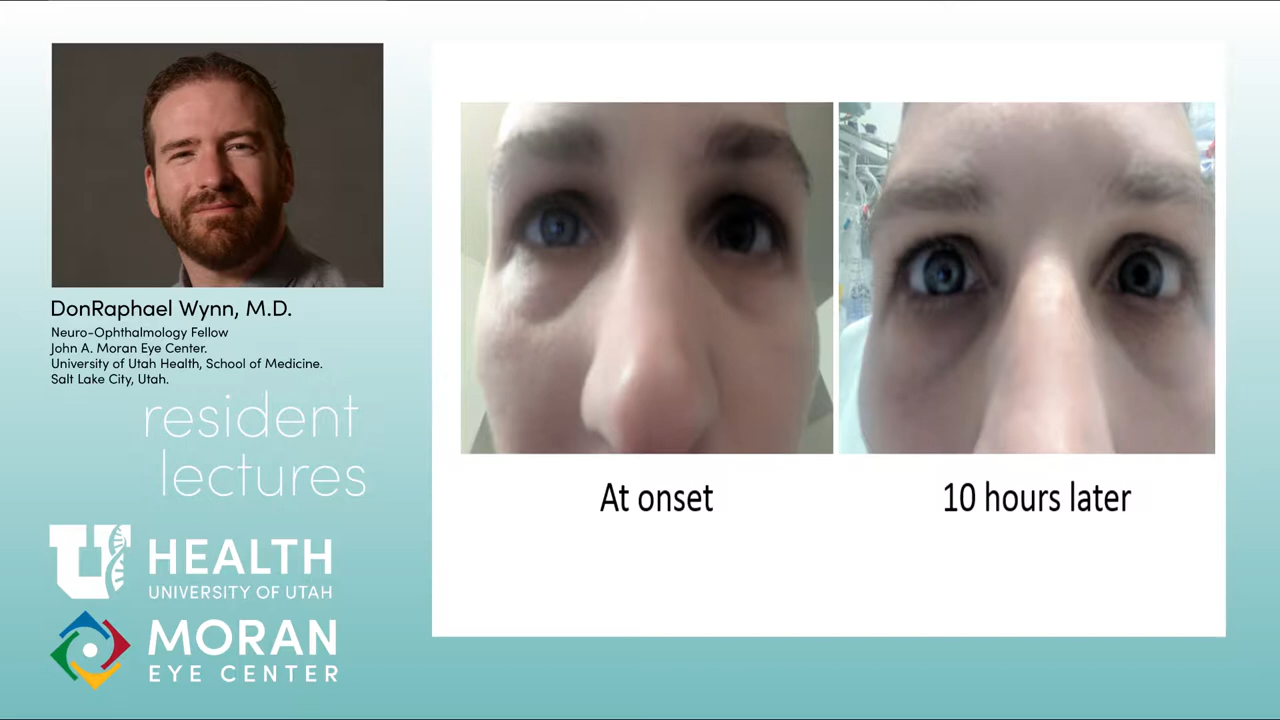 DonRaphael Wynn, M.D.
Neuro-Ophthalmology Fellow
John A. Moran Eye Center.
University of Utah Health, School of Medicine.
Salt Lake City, Utah.
resident
lectures
U HEALTH
UNIVERSITY OF UTAH
MORAN
EYE CENTER
At onset
10 hours later